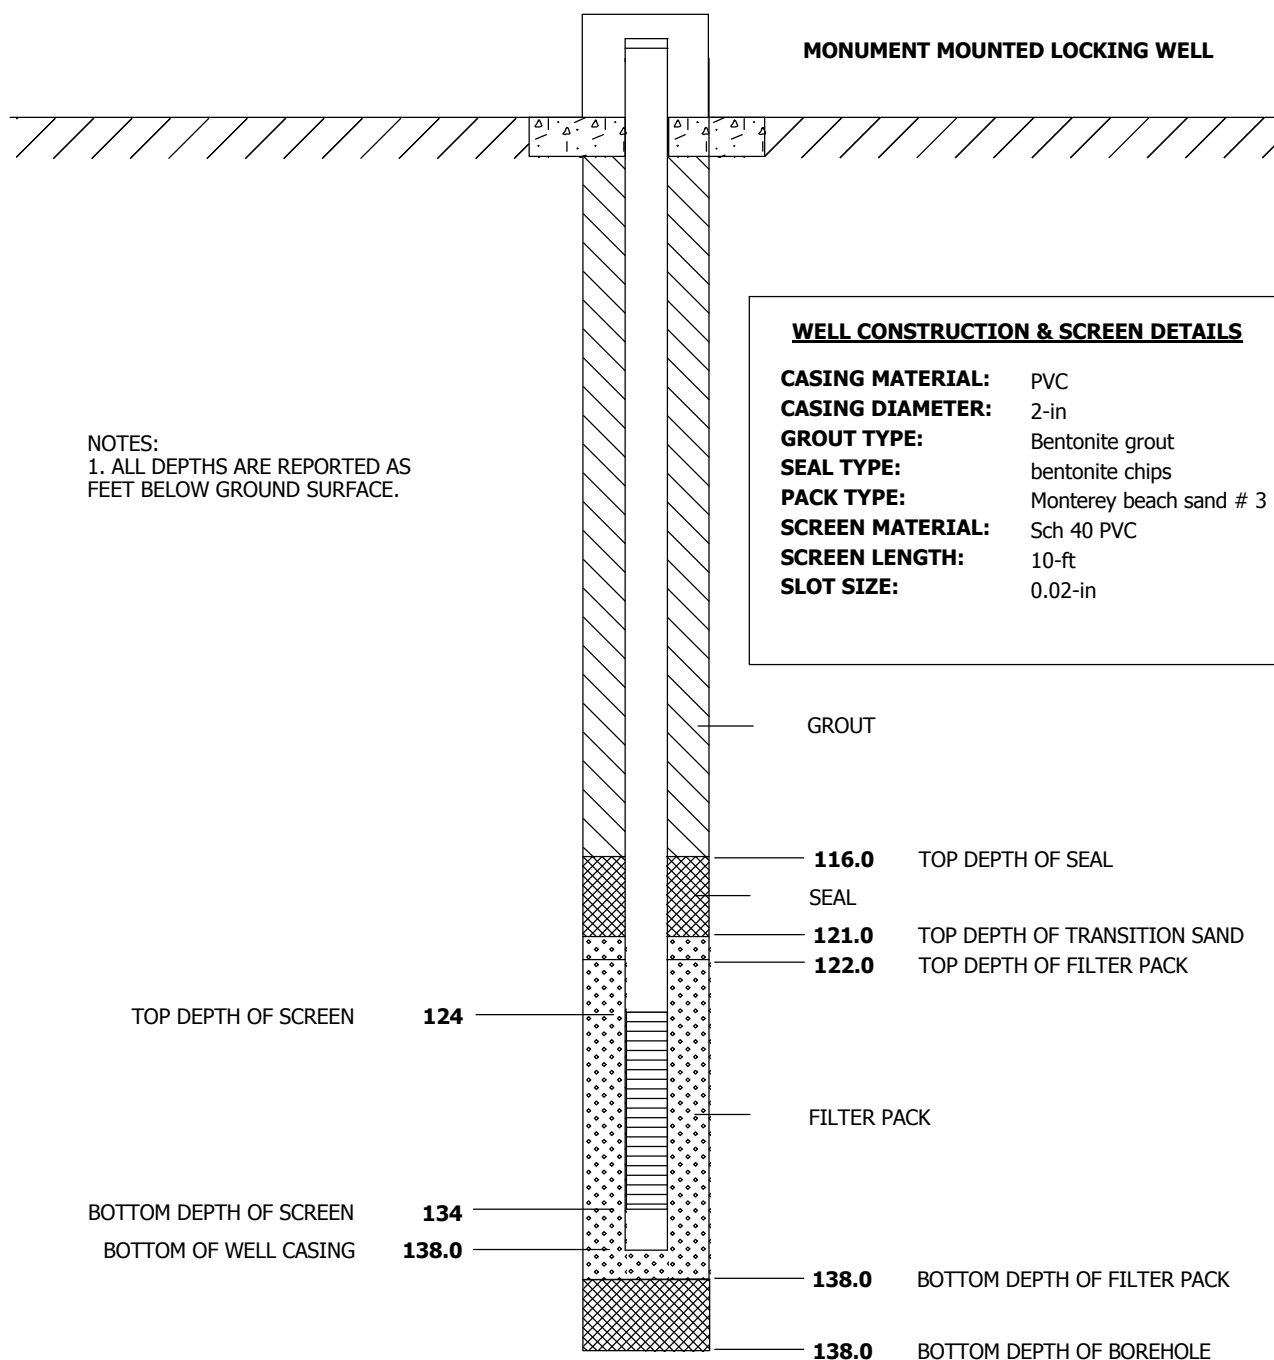 MONUMENT MOUNTED LOCKING WELL
WELL CONSTRUCTION & SCREEN DETAILS
CASING MATERIAL: PVC
CASING DIAMETER: 2-in
GROUT TYPE: Bentonite grout
SEAL TYPE: bentonite chips
PACK TYPE: Monterey beach sand # 3
SCREEN MATERIAL: Sch 40 PVC
SCREEN LENGTH: 10-ft
SLOT SIZE: 0.02-in
NOTES:
1. ALL DEPTHS ARE REPORTED AS
FEET BELOW GROUND SURFACE.
GROUT
116.0 TOP DEPTH OF SEAL
SEAL
121.0 TOP DEPTH OF TRANSITION SAND
122.0 TOP DEPTH OF FILTER PACK
TOP DEPTH OF SCREEN 124
FILTER PACK
BOTTOM DEPTH OF SCREEN 134
BOTTOM OF WELL CASING 138.0
138.0 BOTTOM DEPTH OF FILTER PACK
138.0 BOTTOM DEPTH OF BOREHOLE